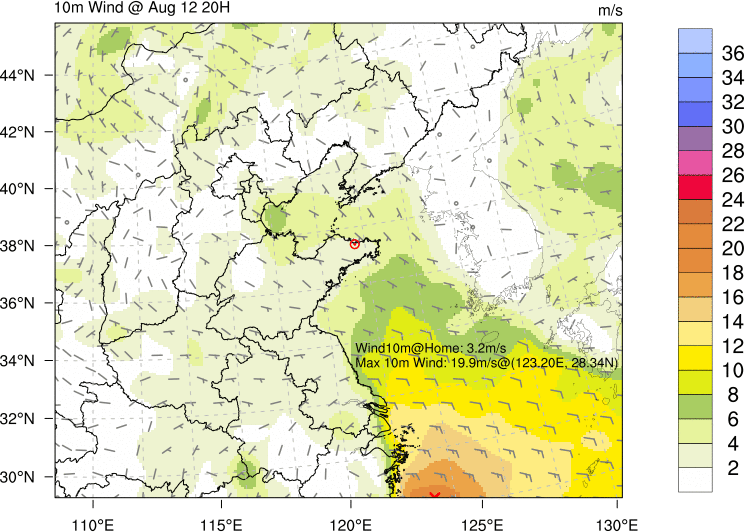 10m Wind @ Aug 12 20H
m/s
44°N
42°N
40°N
38°N
36°N
34°N
32°N
30°N
Wind10m@Home: 3.2m/s
Max 10m Wind: 19.9m/s@(123.20E, 28.34N)
110°E 115°E 120°E 125°E 130°E
36
34
32
30
28
26
24
22
20
18
16
14
12
10
8
6
4
2